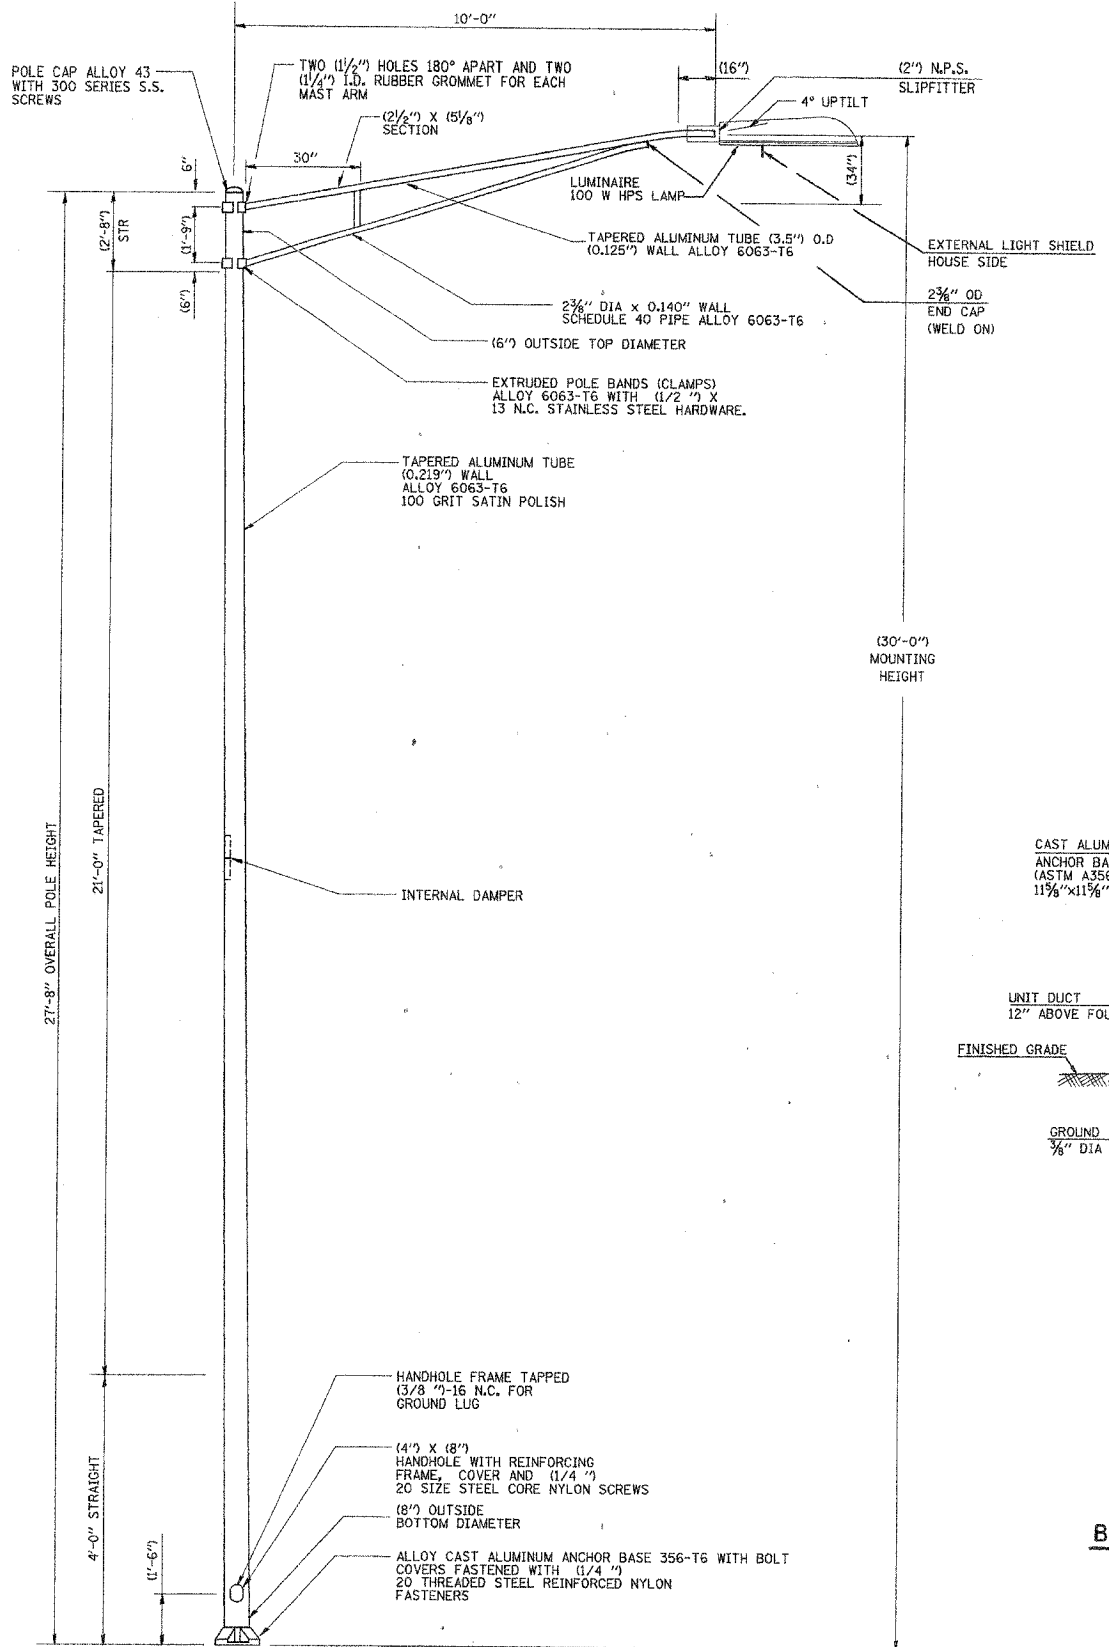 10'-0"
POLE CAP ALLOY 43
WITH 300 SERIES S.S.
SCREWS
TWO (1½") HOLES 180° APART AND TWO
(1¼") I.D. RUBBER GROMMET FOR EACH
MAST ARM
(2½") X (5⅛")
SECTION
(16")
(2") N.P.S.
SLIPFITTER
4° UPTILT
30"
6"
(2'-8")
STR
(1'-9")
(6")
(34")
LUMINAIRE
100 W HPS LAMP
TAPERED ALUMINUM TUBE (3.5") O.D
(0.125") WALL ALLOY 6063-T6
EXTERNAL LIGHT SHIELD
HOUSE SIDE
2⅜" OD
END CAP
(WELD ON)
2⅜" DIA x 0.140" WALL
SCHEDULE 40 PIPE ALLOY 6063-T6
(6") OUTSIDE TOP DIAMETER
EXTRUDED POLE BANDS (CLAMPS)
ALLOY 6063-T6 WITH (1/2 ") X
13 N.C. STAINLESS STEEL HARDWARE.
TAPERED ALUMINUM TUBE
(0.219") WALL
ALLOY 6063-T6
100 GRIT SATIN POLISH
(30'-0")
MOUNTING
HEIGHT
27'-8" OVERALL POLE HEIGHT
21'-0" TAPERED
INTERNAL DAMPER
CAST ALUM
ANCHOR BA
(ASTM A356
11⅝"x11⅝"
UNIT DUCT
12" ABOVE FOU
FINISHED GRADE
GROUND
⅜" DIA
HANDHOLE FRAME TAPPED
(3/8 ")-16 N.C. FOR
GROUND LUG
(4") X (8")
HANDHOLE WITH REINFORCING
FRAME, COVER AND (1/4 ")
20 SIZE STEEL CORE NYLON SCREWS
(8") OUTSIDE
BOTTOM DIAMETER
4'-0" STRAIGHT
(1'-6")
ALLOY CAST ALUMINUM ANCHOR BASE 356-T6 WITH BOLT
COVERS FASTENED WITH (1/4 ")
20 THREADED STEEL REINFORCED NYLON
FASTENERS
B